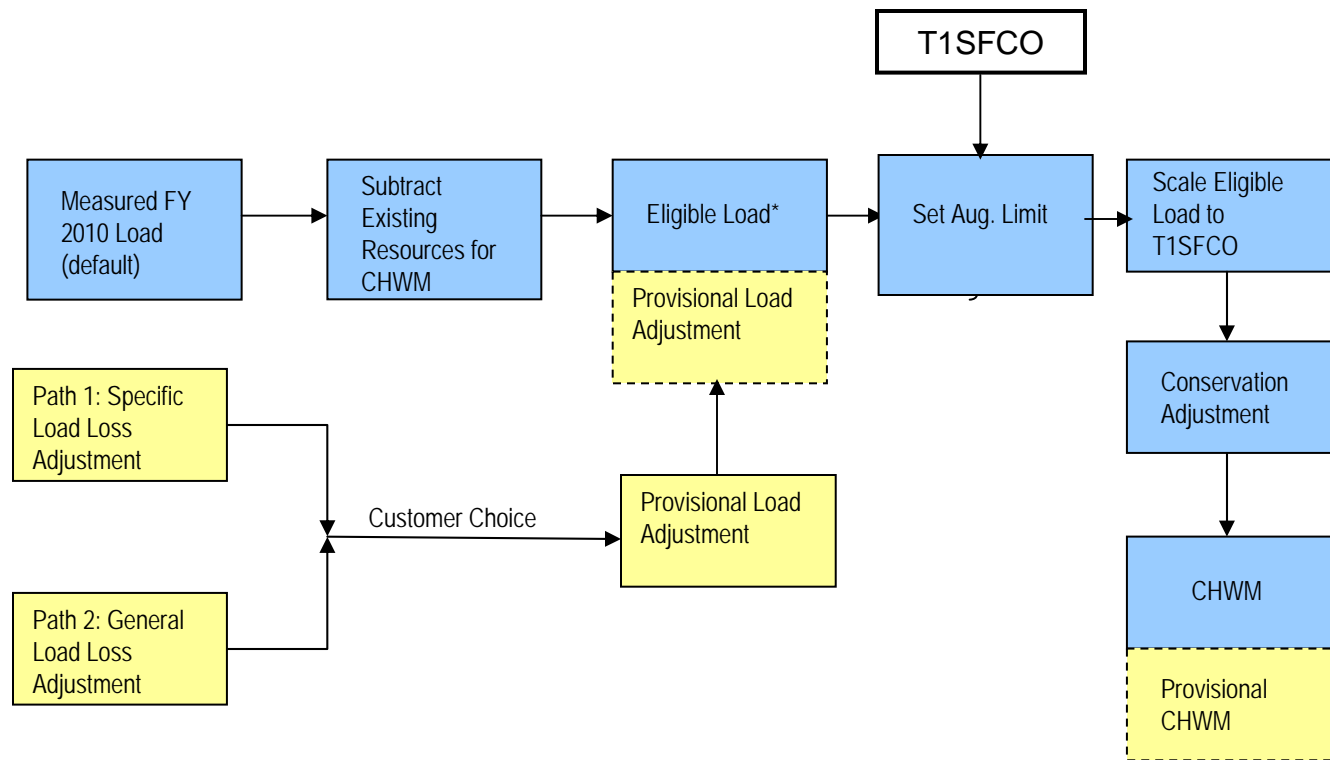 T1SFCO
Measured FY
2010 Load
(default)
Subtract
Existing
Resources for
CHWM
Eligible Load*
Provisional Load
Adjustment
Set Aug. Limit
Scale Eligible
Load to
T1SFCO
Path 1: Specific
Load Loss
Adjustment
Customer Choice
Provisional Load
Adjustment
Conservation
Adjustment
Path 2: General
Load Loss
Adjustment
CHWM
Provisional
CHWM